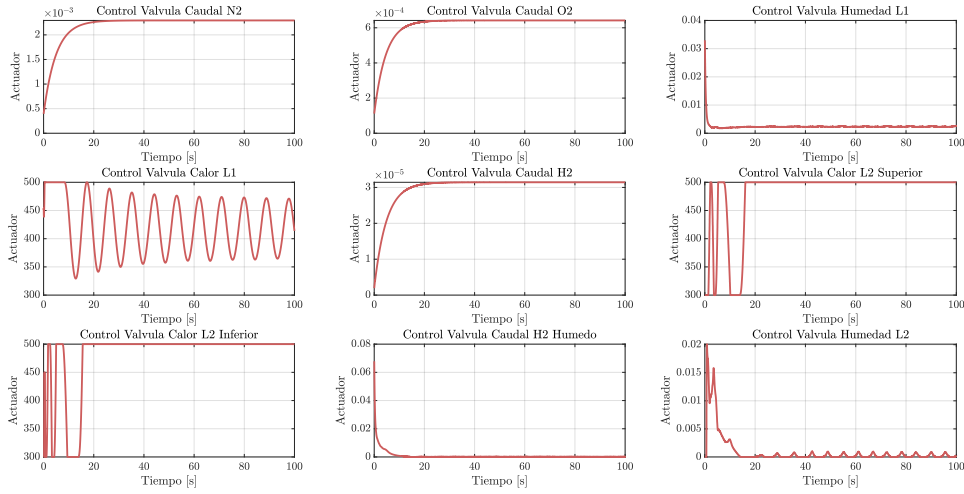 Control Valvula Caudal N2
×10⁻³
2
1.5
1
0.5
0
Actuador
0 20 40 60 80 100
Tiempo [s]
Control Valvula Caudal O2
×10⁻⁴
6
4
2
0
Actuador
0 20 40 60 80 100
Tiempo [s]
Control Valvula Humedad L1
0.04
0.03
0.02
0.01
0
Actuador
0 20 40 60 80 100
Tiempo [s]
Control Valvula Calor L1
500
450
400
350
300
Actuador
0 20 40 60 80 100
Tiempo [s]
Control Valvula Caudal H2
×10⁻⁵
3
2
1
0
Actuador
0 20 40 60 80 100
Tiempo [s]
Control Valvula Calor L2 Superior
500
450
400
350
300
Actuador
0 20 40 60 80 100
Tiempo [s]
Control Valvula Calor L2 Inferior
500
450
400
350
300
Actuador
0 20 40 60 80 100
Tiempo [s]
Control Valvula Caudal H2 Humedo
0.08
0.06
0.04
0.02
0
Actuador
0 20 40 60 80 100
Tiempo [s]
Control Valvula Humedad L2
0.02
0.015
0.01
0.005
0
Actuador
0 20 40 60 80 100
Tiempo [s]